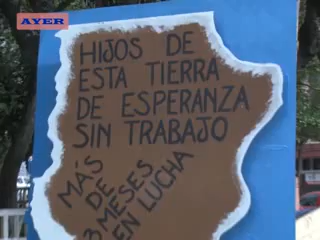 AYER
HIJOS DE
ESTA TIERRA
DE ESPERANZA
SIN TRABAJO
MÁS
DE
3 MESES
EN LUCHA